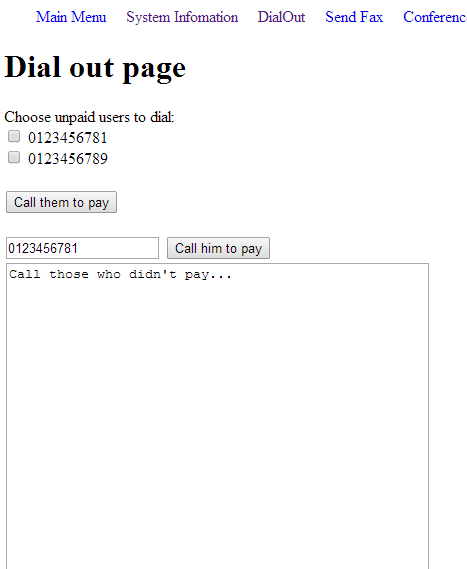 Main Menu System Infomation DialOut Send Fax Conferenc
Dial out page
Choose unpaid users to dial:
0123456781
0123456789
Call them to pay
0123456781 Call him to pay
Call those who didn't pay...